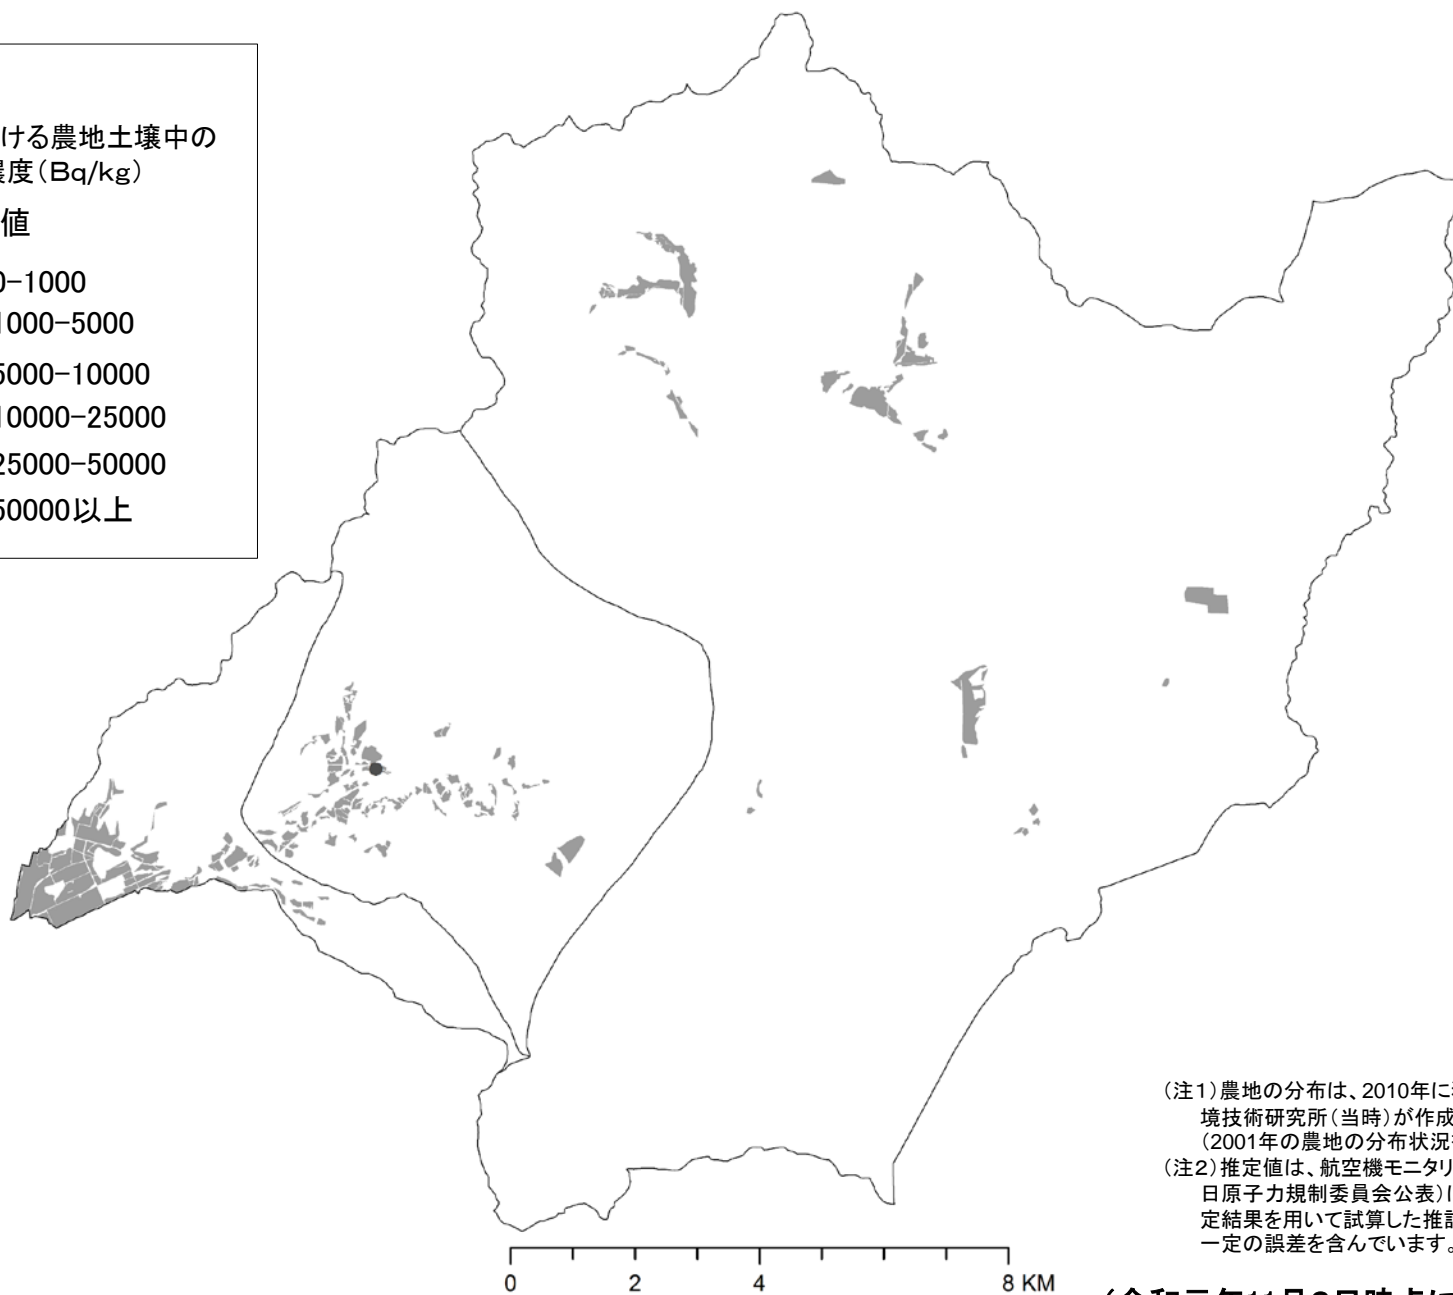 ける農地土壌中の
度(Bq/kg)
値
0-1000
1000-5000
5000-10000
10000-25000
25000-50000
50000以上
(注1)農地の分布は、2010年に
境技術研究所(当時)が作成
(2001年の農地の分布状況
(注2)推定値は、航空機モニタリ
日原子力規制委員会公表)に
定結果を用いて試算した推
一定の誤差を含んでいます。
0 2 4 8 KM